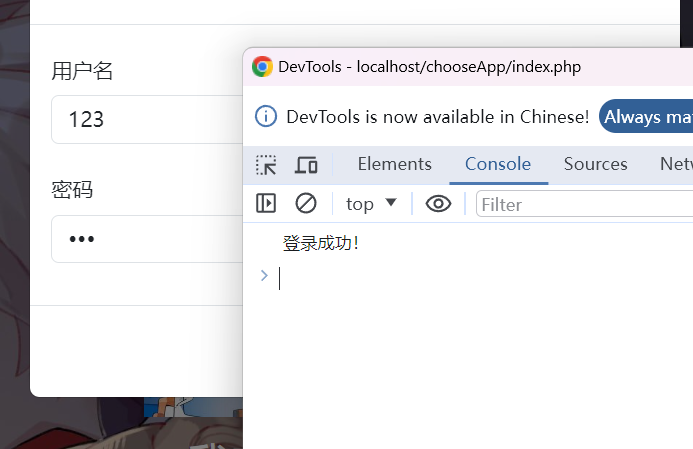 用户名
123
密码
•••
DevTools - localhost/chooseApp/index.php
DevTools is now available in Chinese!
Always ma
Elements Console Sources Net
top Filter
登录成功!